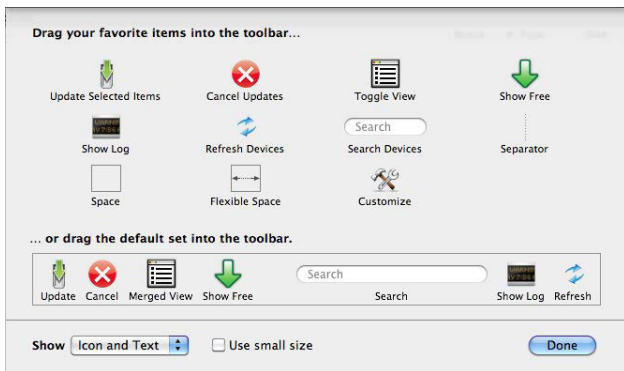 Drag your favorite items into the toolbar...
Update Selected Items Cancel Updates Toggle View Show Free
Search
Show Log Refresh Devices Search Devices Separator
Space Flexible Space Customize
... or drag the default set into the toolbar.
Search
Update Cancel Merged View Show Free Search Show Log Refresh
Show Icon and Text Use small size Done